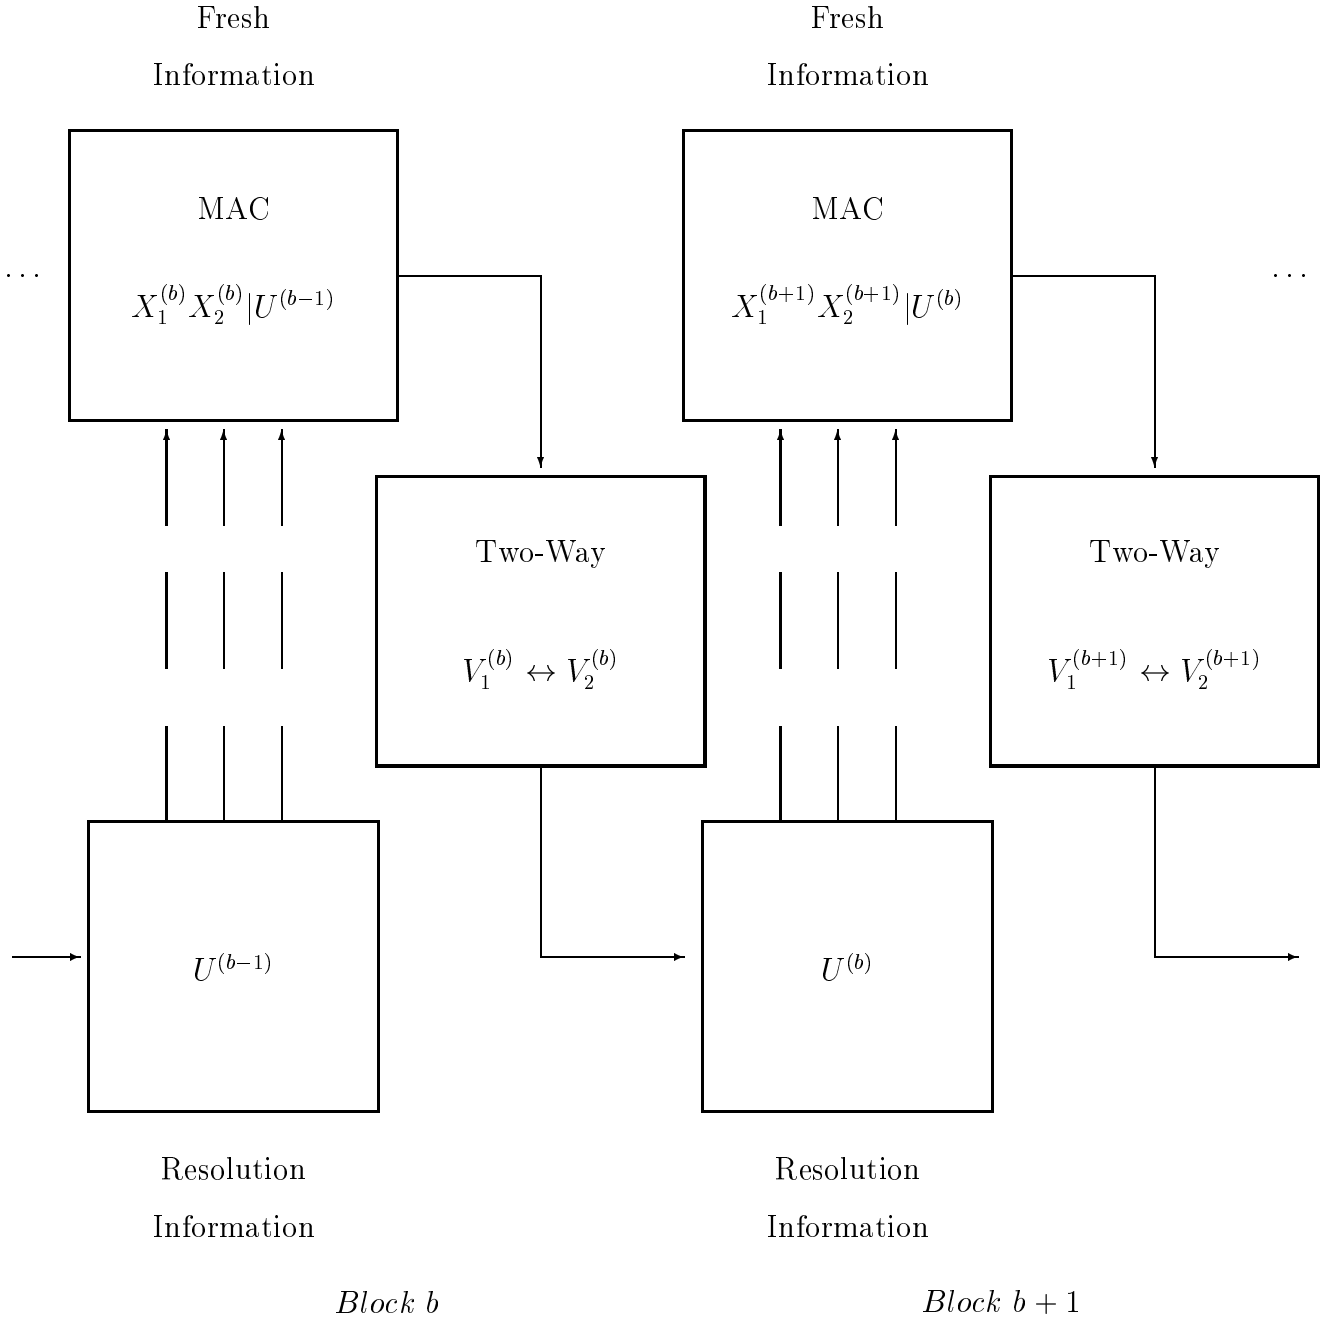 Fresh
Information
Fresh
Information
MAC
MAC
...
X_1^{(b)} X_2^{(b)} | U^{(b-1)}
X_1^{(b+1)} X_2^{(b+1)} | U^{(b)}
...
Two-Way
Two-Way
V_1^{(b)} ↔ V_2^{(b)}
V_1^{(b+1)} ↔ V_2^{(b+1)}
U^{(b-1)}
U^{(b)}
Resolution
Information
Resolution
Information
Block b
Block b + 1